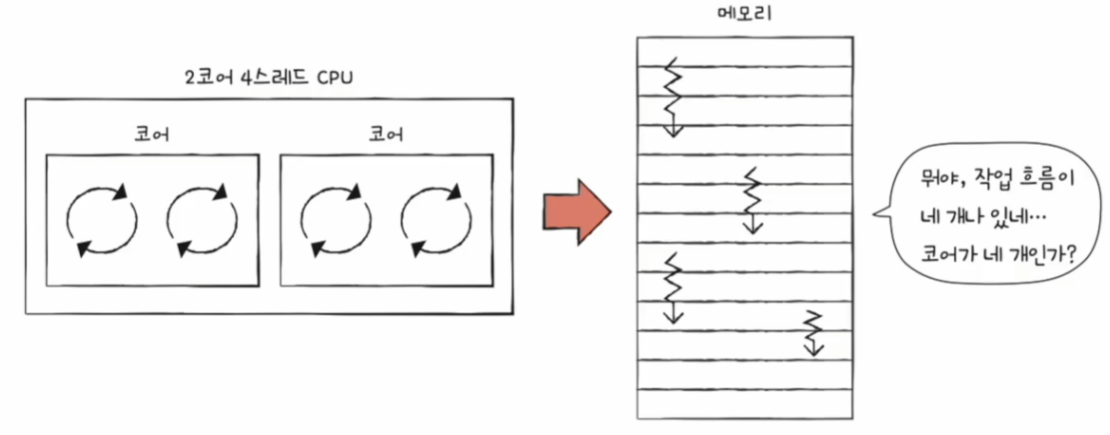 메모리
2코어 4스레드 CPU
코어
코어
뭐야, 작업 흐름이
네 개나 있네…
코어가 네 개인가?